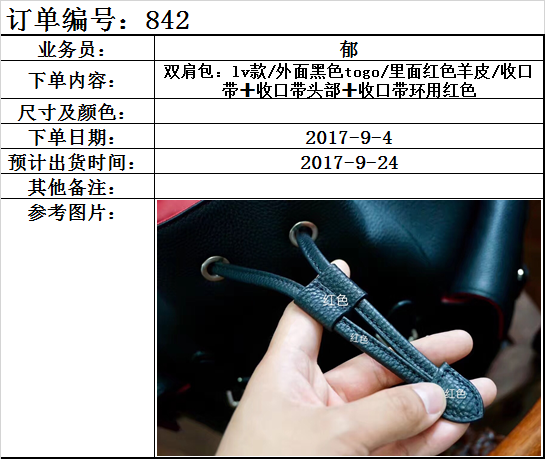 订单编号：842
业务员： 郁
下单内容： 双肩包：lv款/外面黑色togo/里面红色羊皮/收口
带+收口带头部+收口带环用红色
尺寸及颜色：
下单日期： 2017-9-4
预计出货时间： 2017-9-24
其他备注：
参考图片：
红色
红色
红色